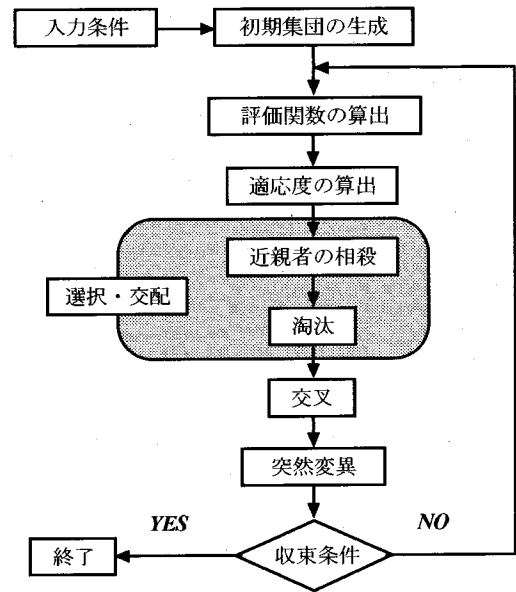 入力条件
初期集団の生成
評価関数の算出
適応度の算出
近親者の相殺
選択・交配
淘汰
交叉
突然変異
YES
NO
終了
収束条件